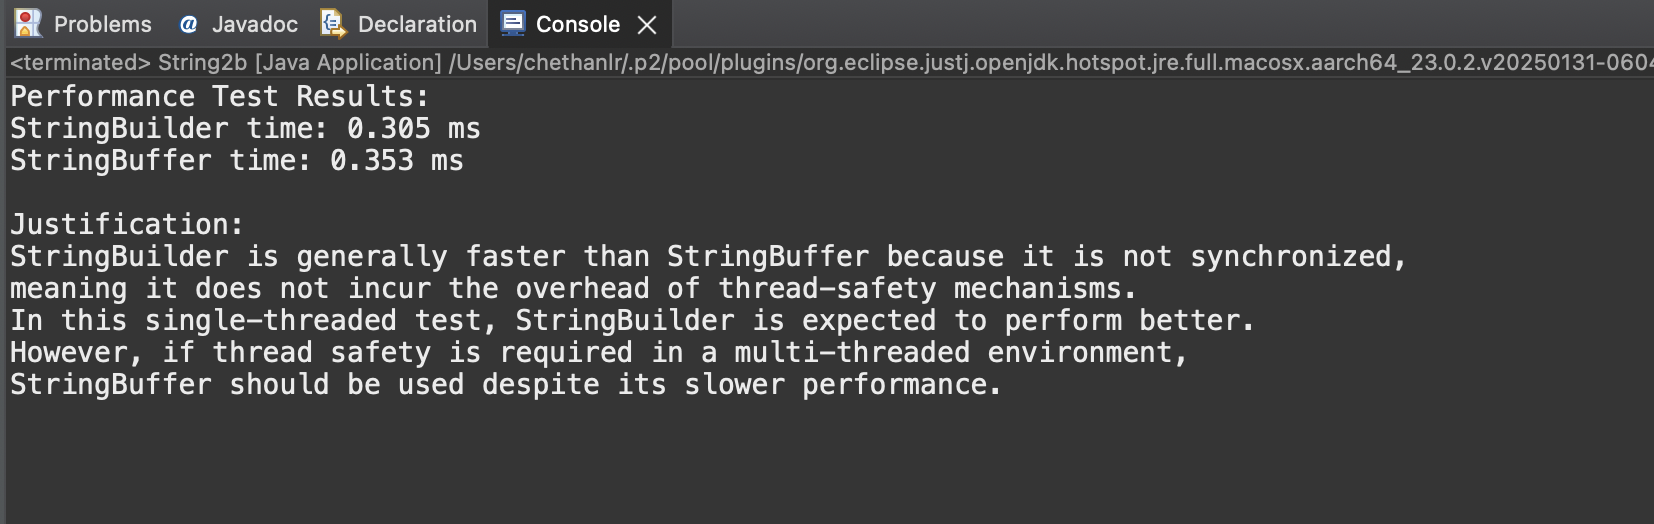 Problems @ Javadoc Declaration Console
<terminated> String2b [Java Application] /Users/chethanlr/.p2/pool/plugins/org.eclipse.justj.openjdk.hotspot.jre.full.macosx.aarch64_23.0.2.v20250131-0604
Performance Test Results:
StringBuilder time: 0.305 ms
StringBuffer time: 0.353 ms
Justification:
StringBuilder is generally faster than StringBuffer because it is not synchronized,
meaning it does not incur the overhead of thread-safety mechanisms.
In this single-threaded test, StringBuilder is expected to perform better.
However, if thread safety is required in a multi-threaded environment,
StringBuffer should be used despite its slower performance.